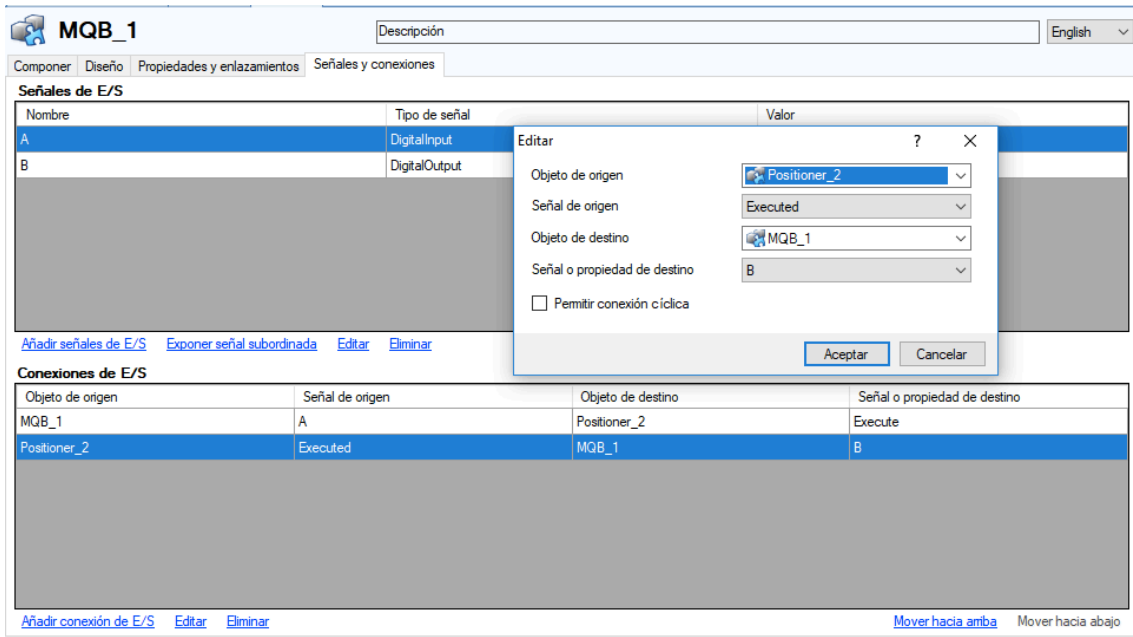 MQB_1
Descripción
English
Componer Diseño Propiedades y enlazamientos Señales y conexiones
Señales de E/S
Nombre Tipo de señal Valor
A DigitalInput
B DigitalOutput
Editar ?
Objeto de origen Positioner_2
Señal de origen Executed
Objeto de destino MQB_1
Señal o propiedad de destino B
Permitir conexión cíclica
Aceptar Cancelar
Añadir señales de E/S Exponer señal subordinada Editar Eliminar
Conexiones de E/S
Objeto de origen Señal de origen Objeto de destino Señal o propiedad de destino
MQB_1 A Positioner_2 Execute
Positioner_2 Executed MQB_1 B
Añadir conexión de E/S Editar Eliminar Mover hacia arriba Mover hacia abajo